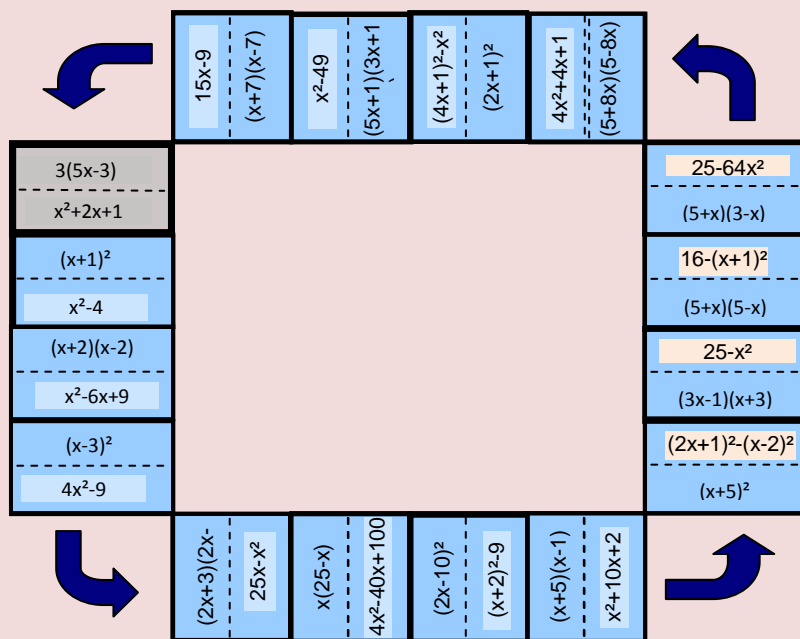 15x-9
(x+7)(x-7)
x²-49
(5x+1)(3x+1
(4x+1)²-x²
(2x+1)²
4x²+4x+1
(5+8x)(5-8x)
3(5x-3)
x²+2x+1
(x+1)²
x²-4
(x+2)(x-2)
x²-6x+9
(x-3)²
4x²-9
25-64x²
(5+x)(3-x)
16-(x+1)²
(5+x)(5-x)
25-x²
(3x-1)(x+3)
(2x+1)²-(x-2)²
(x+5)²
(2x+3)(2x-
25x-x²
x(25-x)
4x²-40x+100
(2x-10)²
(x+2)²-9
(x+5)(x-1)
x²+10x+2